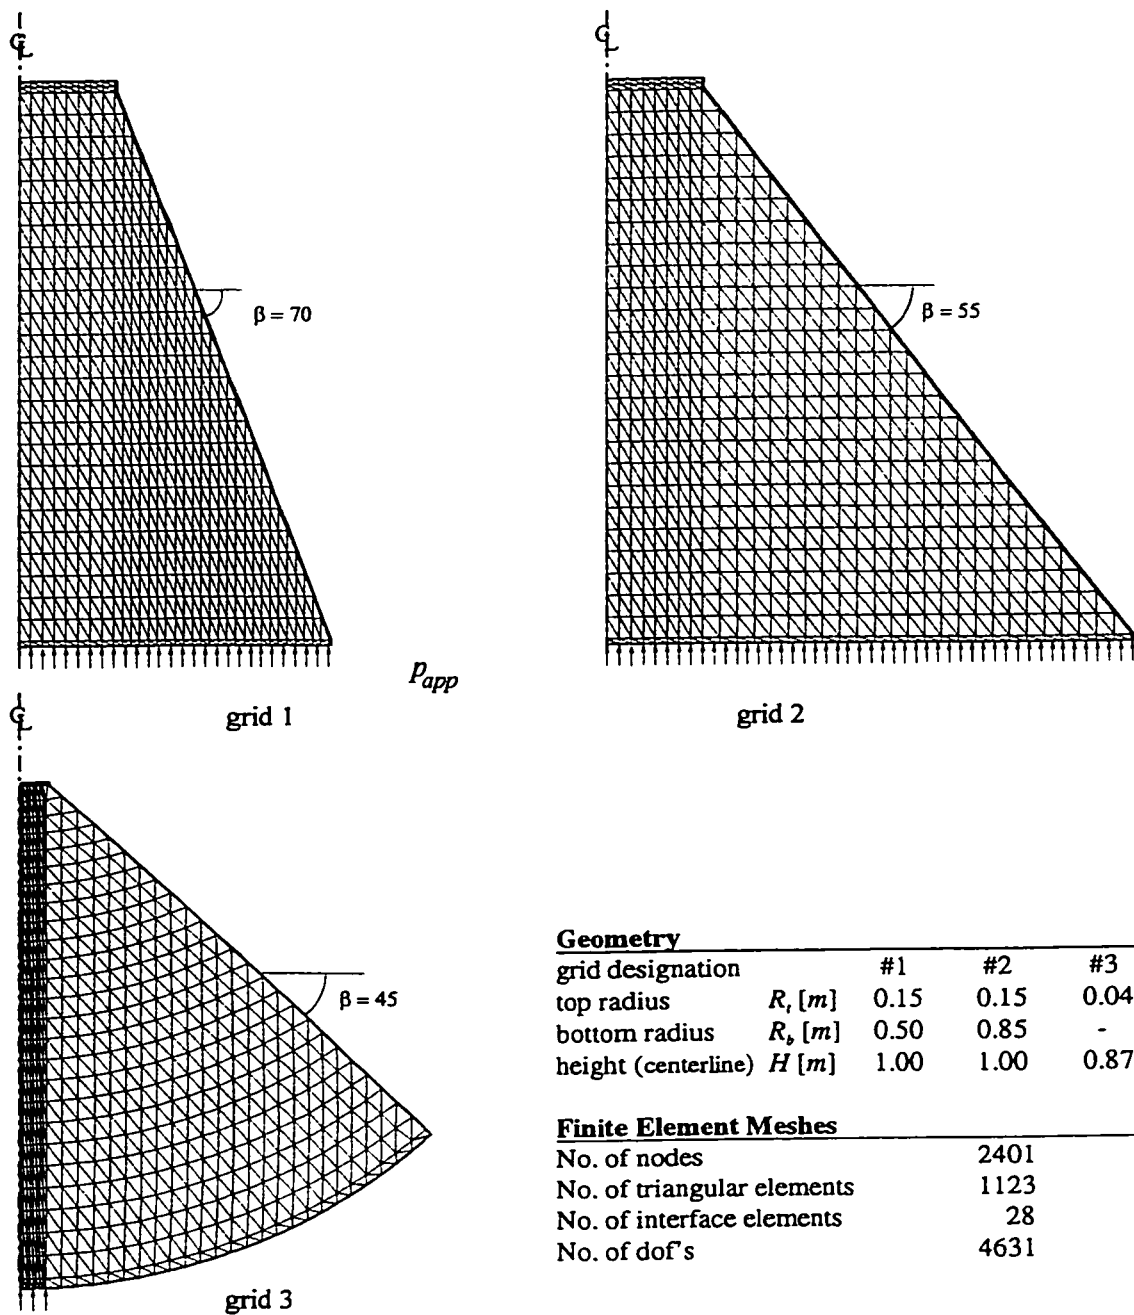 ℄
℄
β = 70
β = 55
p_app
grid 1
grid 2
℄
β = 45
grid 3
Geometry
grid designation #1 #2 #3
top radius R_t [m] 0.15 0.15 0.04
bottom radius R_b [m] 0.50 0.85 -
height (centerline) H [m] 1.00 1.00 0.87
Finite Element Meshes
No. of nodes 2401
No. of triangular elements 1123
No. of interface elements 28
No. of dof's 4631